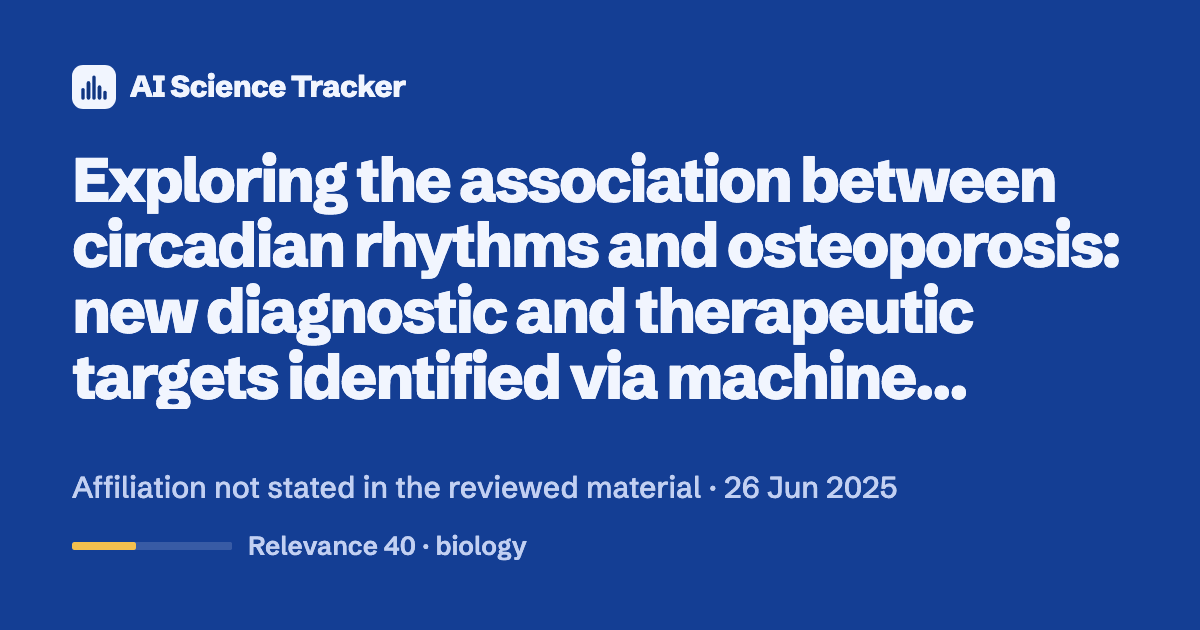 AI Science Tracker
Exploring the association between
circadian rhythms and osteoporosis:
new diagnostic and therapeutic
targets identified via machine...
Affiliation not stated in the reviewed material · 26 Jun 2025
Relevance 40 · biology